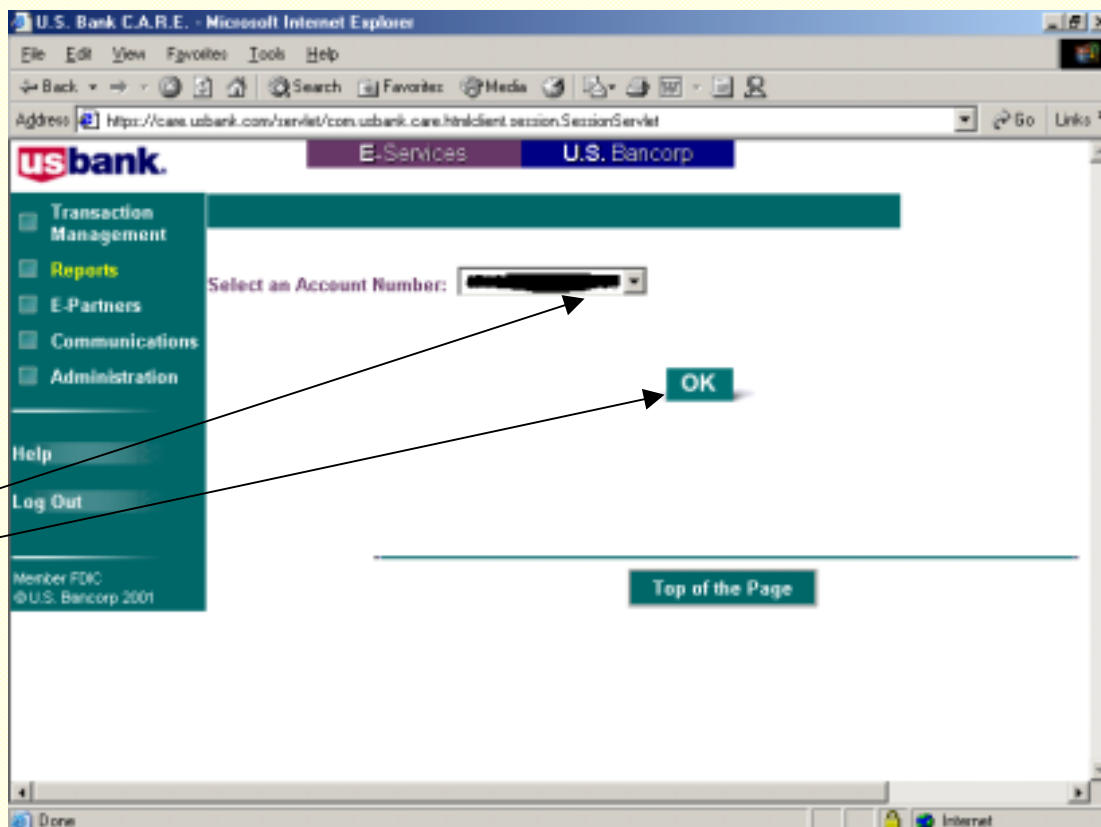 U.S. Bank C.A.R.E. - Microsoft Internet Explorer
File Edit View Favorites Tools Help
Back Search Favorites Media
Address https://care.usbank.com/servlet/com.usbank.care.htmlclient.session.SessionServlet Go Links
usbank. E-Services U.S. Bancorp
Transaction
Management
Reports
Select an Account Number:
E-Partners
Communications
Administration
OK
Help
Log Out
Member FDIC
© U.S. Bancorp 2001
Top of the Page
Done Internet